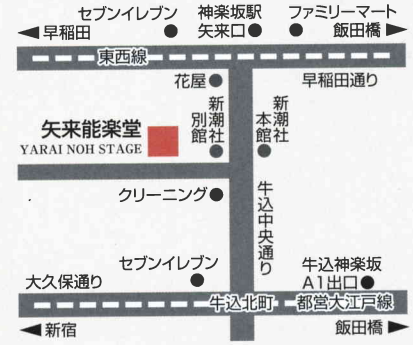 セブンイレブン
神楽坂駅
矢来口
ファミリーマート
早稲田
飯田橋
東西線
早稲田通り
花屋
新潮社
別館
新潮社
本館
矢来能楽堂
YARAI NOH STAGE
クリーニング
牛込中央通り
セブンイレブン
牛込神楽坂
A1出口
大久保通り
牛込北町
都営大江戸線
新宿
飯田橋